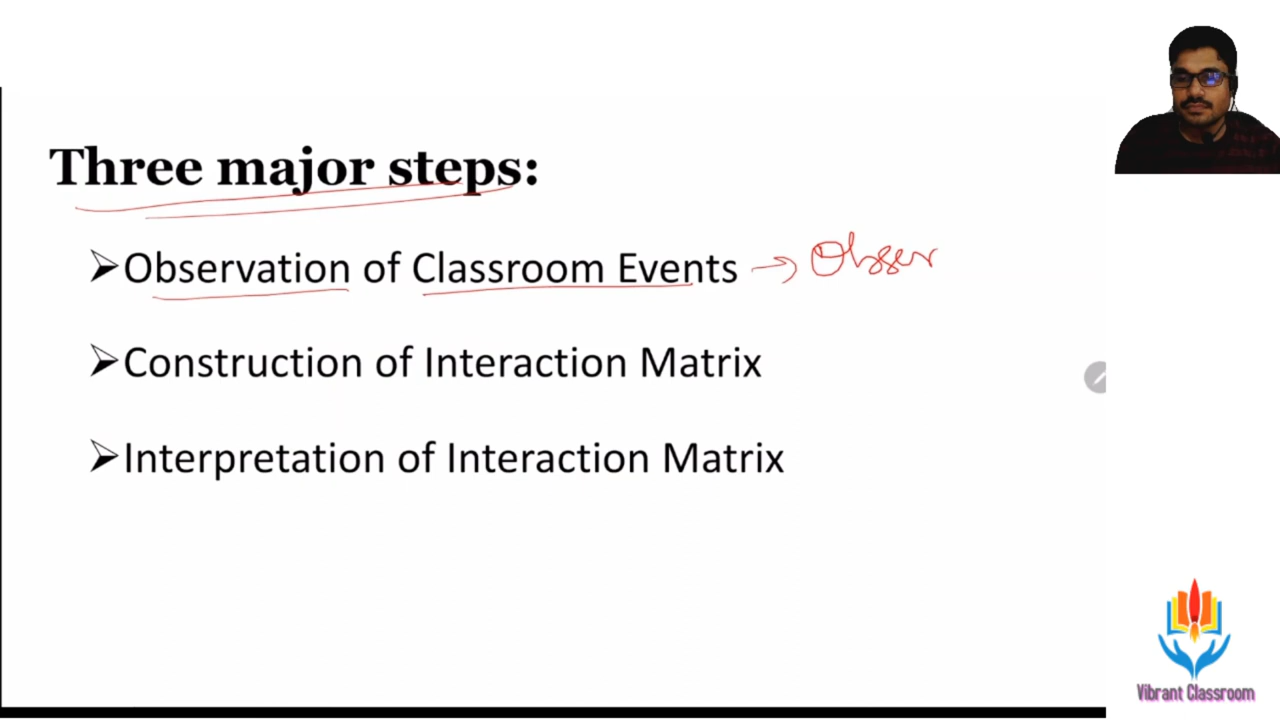 Three major steps:
➢Observation of Classroom Events → Obser
➢Construction of Interaction Matrix
➢Interpretation of Interaction Matrix
Vibrant Classroom